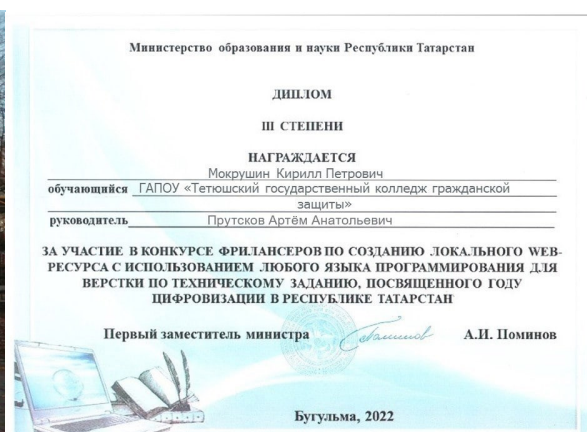 Министерство образования и науки Республики Татарстан
ДИПЛОМ
III СТЕПЕНИ
НАГРАЖДАЕТСЯ
Мокрушин Кирилл Петрович
обучающийся ГАПОУ «Тетюшский государственный колледж гражданской
защиты»
руководитель Прутсков Артём Анатольевич
ЗА УЧАСТИЕ В КОНКУРСЕ ФРИЛАНСЕРОВ ПО СОЗДАНИЮ ЛОКАЛЬНОГО WEB-
РЕСУРСА С ИСПОЛЬЗОВАНИЕМ ЛЮБОГО ЯЗЫКА ПРОГРАММИРОВАНИЯ ДЛЯ
ВЕРСТКИ ПО ТЕХНИЧЕСКОМУ ЗАДАНИЮ, ПОСВЯЩЕННОГО ГОДУ
ЦИФРОВИЗАЦИИ В РЕСПУБЛИКЕ ТАТАРСТАН
Первый заместитель министра А.И. Поминов
Бугульма, 2022